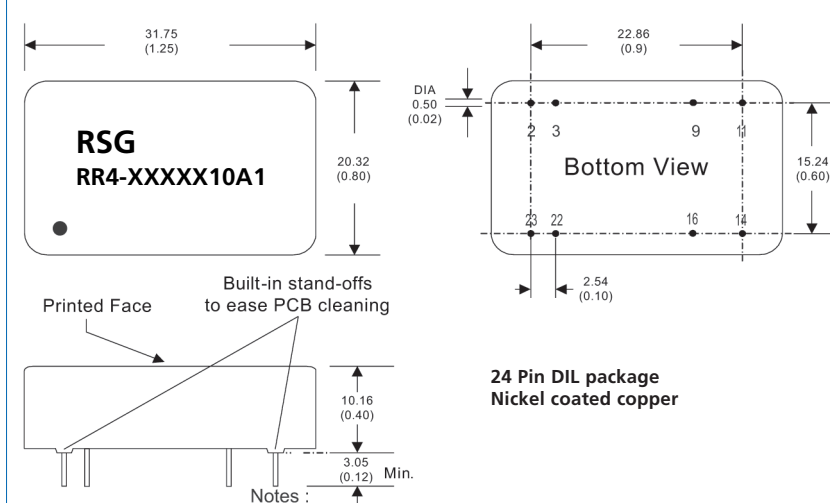 31.75
(1.25)
RSG
RR4-XXXXX10A1
20.32
(0.80)
22.86
(0.9)
DIA
0.50
(0.02)
2 3 9 11
Bottom View
15.24
(0.60)
23 22 16 14
2.54
(0.10)
Printed Face
Built-in stand-offs
to ease PCB cleaning
10.16
(0.40)
3.05
(0.12) Min.
Notes :
24 Pin DIL package
Nickel coated copper